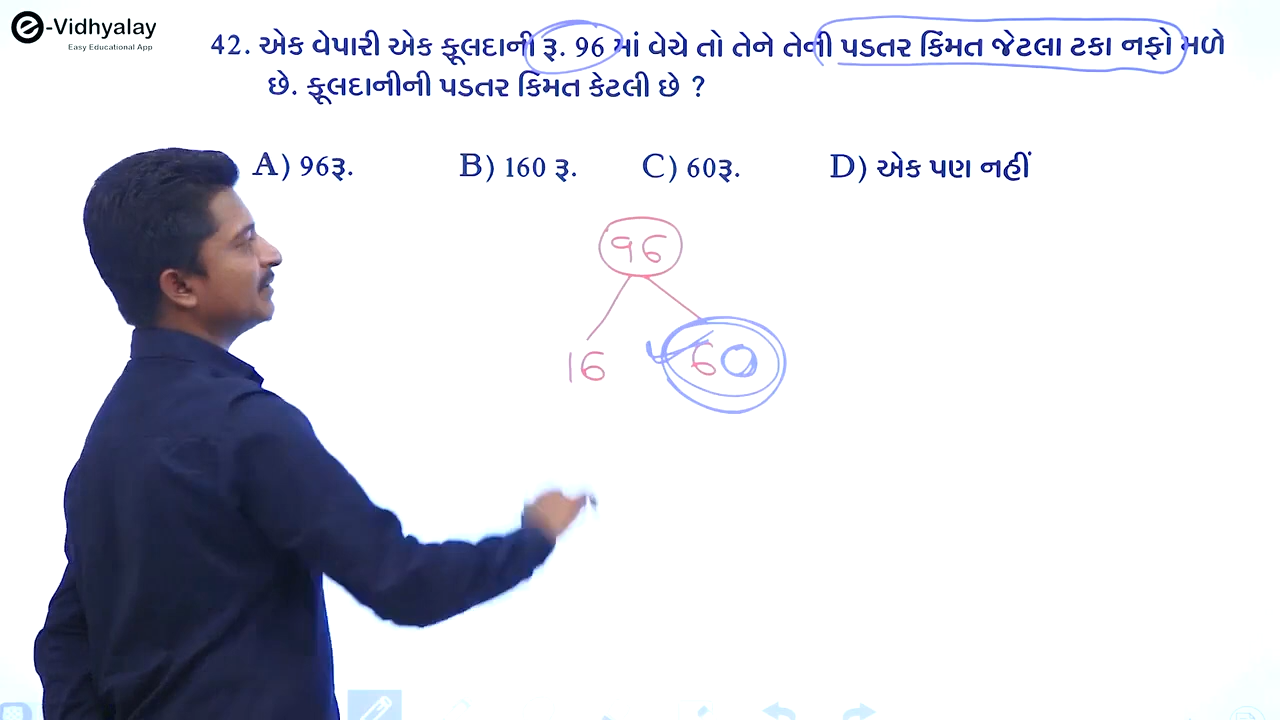 e-Vidhyalay
Easy Educational App
42. એક વેપારી એક ફૂલદાની રૂ. 96 માં વેચે તો તેને તેની પડતર કિંમત જેટલા ટકા નફો મળે
છે. ફૂલદાનીની પડતર કિંમત કેટલી છે ?
A) 96રૂ. B) 160 રૂ. C) 60રૂ. D) એક પણ નહીં
96
16 60